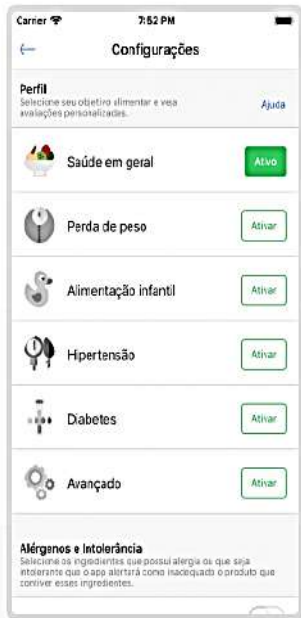 Carrier 7:52 PM
Configurações
Perfil
Selecione seu objetivo alimentar e veja
avaliações personalizadas.
Ajuda
Saúde em geral
Ativo
Perda de peso
Ativar
Alimentação infantil
Ativar
Hipertensão
Ativar
Diabetes
Ativar
Avançado
Ativar
Alérgenos e Intolerância
Selecione os ingredientes que possui alergia ou que seja
intolerante que o app alertará como inadequado o produto que
contiver esses ingredientes.